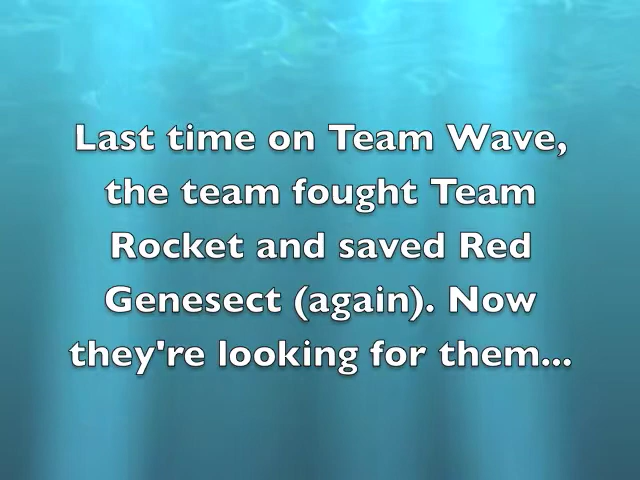 Last time on Team Wave,
the team fought Team
Rocket and saved Red
Genesect (again). Now
they're looking for them...